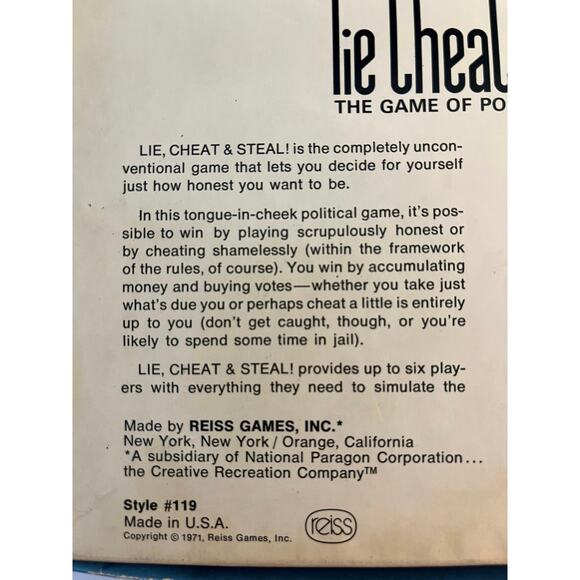 lie Cheat
THE GAME OF PO
LIE, CHEAT & STEAL! is the completely uncon-
ventional game that lets you decide for yourself
just how honest you want to be.
In this tongue-in-cheek political game, it's pos-
sible to win by playing scrupulously honest or
by cheating shamelessly (within the framework
of the rules, of course). You win by accumulating
money and buying votes—whether you take just
what's due you or perhaps cheat a little is entirely
up to you (don't get caught, though, or you're
likely to spend some time in jail).
LIE, CHEAT & STEAL! provides up to six play-
ers with everything they need to simulate the
Made by REISS GAMES, INC.*
New York, New York / Orange, California
*A subsidiary of National Paragon Corporation...
the Creative Recreation Company™
Style #119
Made in U.S.A.
Copyright © 1971, Reiss Games, Inc.
reiss